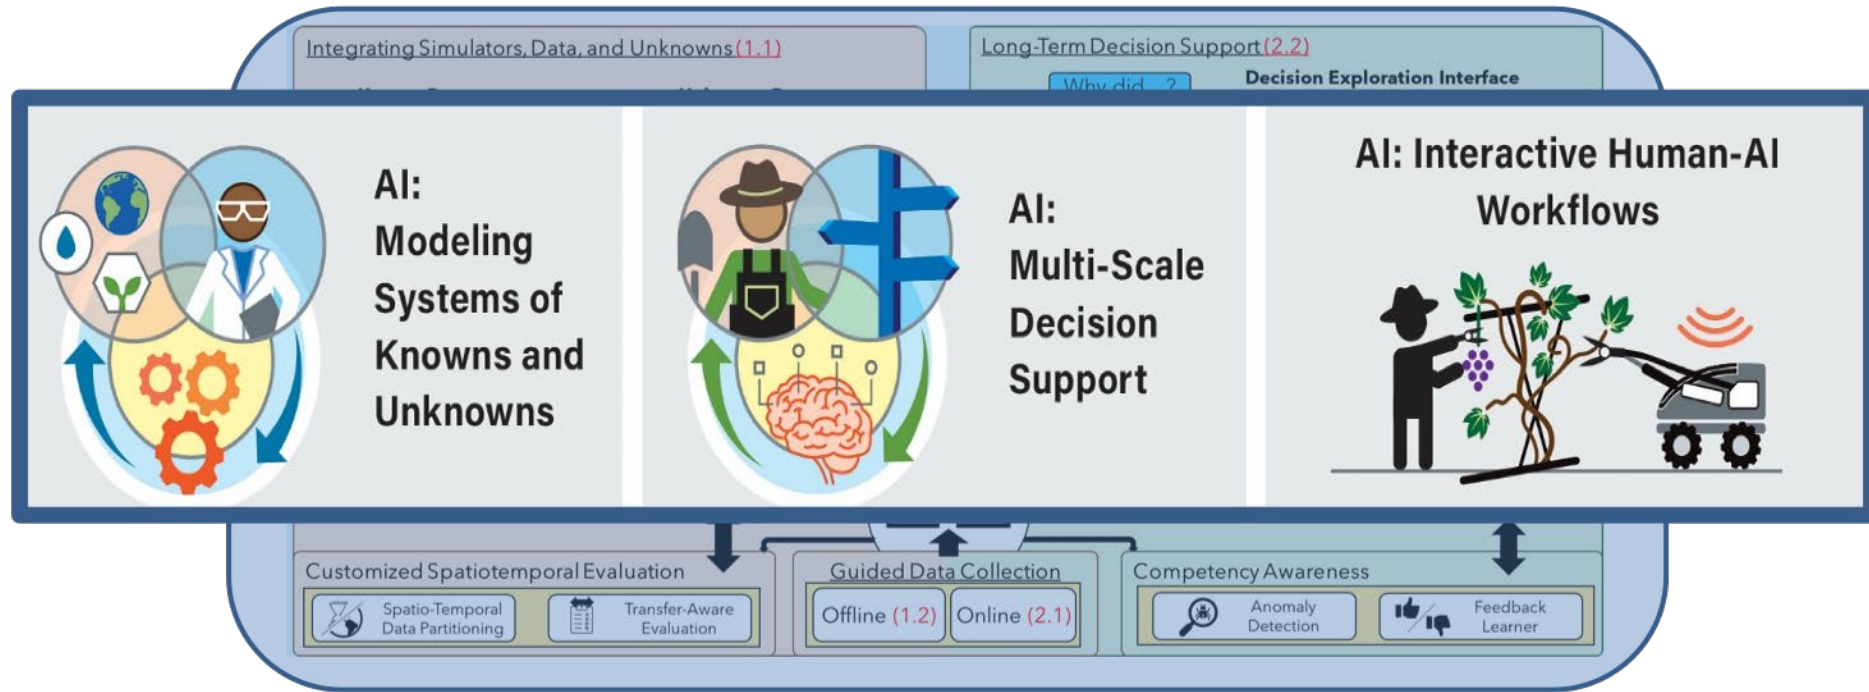 Integrating Simulators, Data, and Unknowns (1.1)
Long-Term Decision Support (2.2)
Why did...?
Decision Exploration Interface
AI:
Modeling
Systems of
Knowns and
Unknowns
AI:
Multi-Scale
Decision
Support
AI: Interactive Human-AI
Workflows
Customized Spatiotemporal Evaluation
Spatio-Temporal
Data Partitioning
Transfer-Aware
Evaluation
Guided Data Collection
Offline (1.2)
Online (2.1)
Competency Awareness
Anomaly
Detection
Feedback
Learner